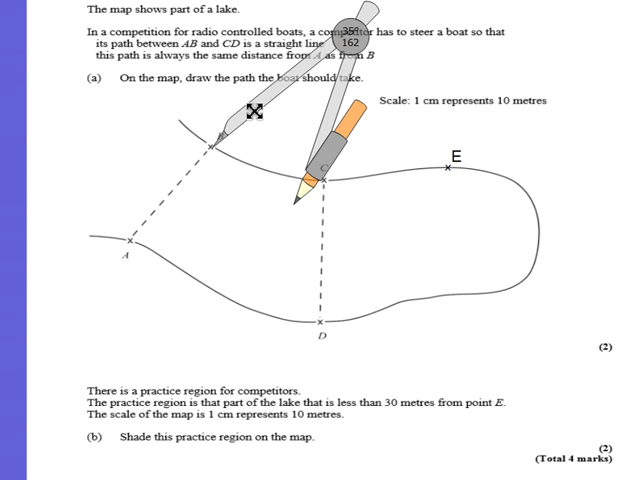 The map shows part of a lake.
In a competition for radio controlled boats, a competitor has to steer a boat so that
its path between AB and CD is a straight line
this path is always the same distance from A as from B
35°
162
(a) On the map, draw the path the boat should take.
Scale: 1 cm represents 10 metres
E
C
A
D
(2)
There is a practice region for competitors.
The practice region is that part of the lake that is less than 30 metres from point E.
The scale of the map is 1 cm represents 10 metres.
(b) Shade this practice region on the map.
(2)
(Total 4 marks)